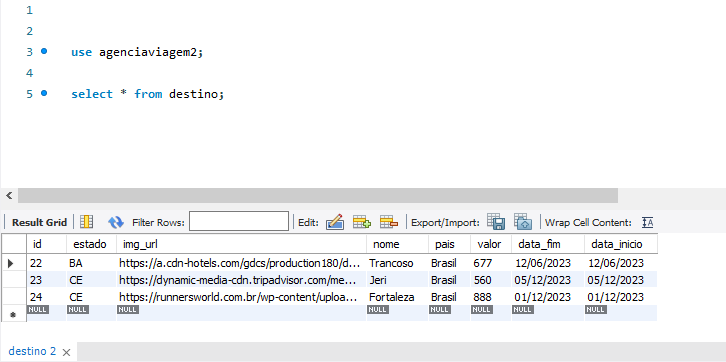 1
2
3 use agenciaviagem2;
4
5 select * from destino;
Result Grid Filter Rows: Edit: Export/Import: Wrap Cell Content: IA
id estado img_url nome pais valor data_fim data_inicio
22 BA https://a.cdn-hotels.com/gdcs/production180/d... Trancoso Brasil 677 12/06/2023 12/06/2023
23 CE https://dynamic-media-cdn.tripadvisor.com/me... Jeri Brasil 560 05/12/2023 05/12/2023
24 CE https://runnersworld.com.br/wp-content/uploa... Fortaleza Brasil 888 01/12/2023 01/12/2023
NULL NULL NULL NULL NULL NULL NULL NULL
destino 2